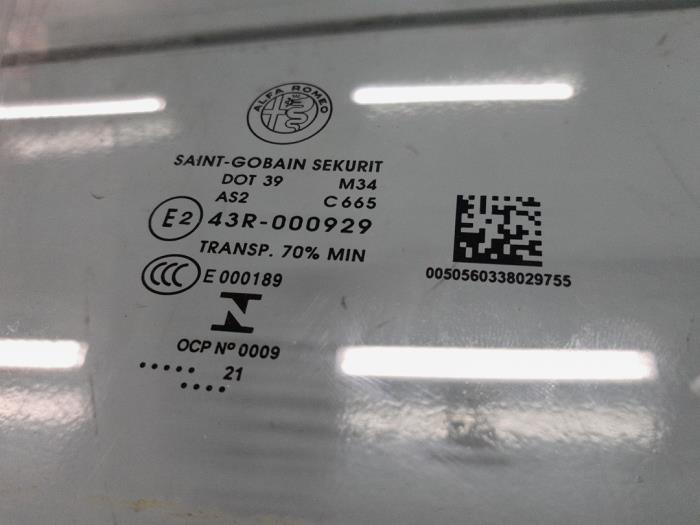 ALFA ROMEO
SAINT-GOBAIN SEKURIT
DOT 39 M34
AS2 C665
E2 43R-000929
TRANSP. 70% MIN
CCC E 000189
N
OCP Nº 0009
..... 21
....
0050560338029755